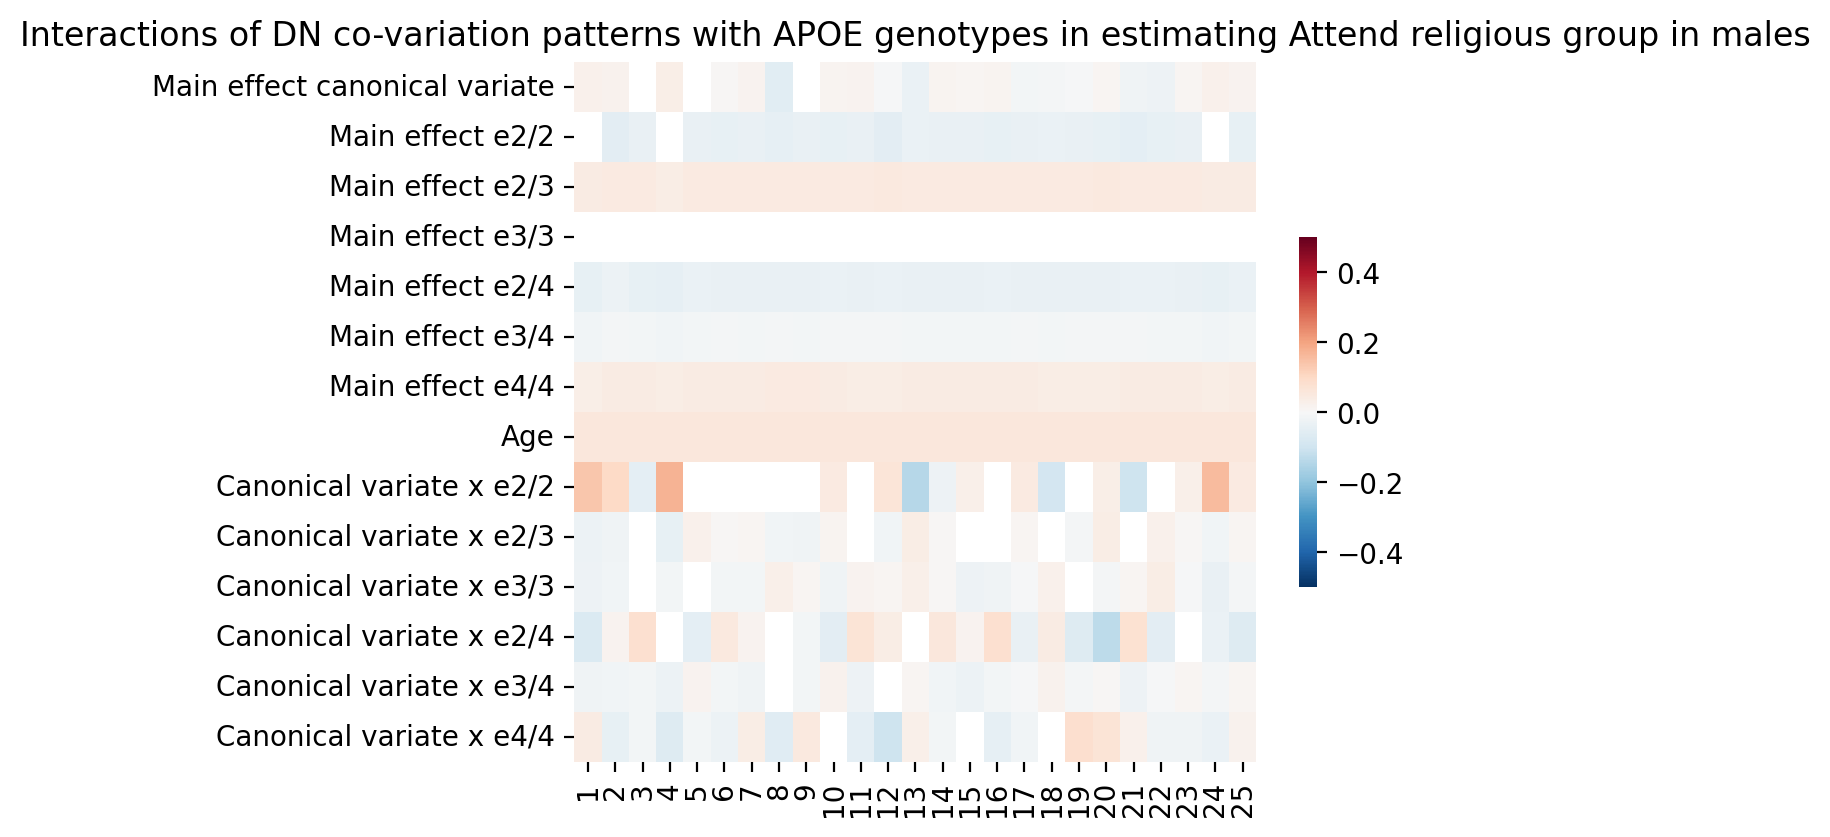 Interactions of DN co-variation patterns with APOE genotypes in estimating Attend religious group in males
Main effect canonical variate
Main effect e2/2
Main effect e2/3
Main effect e3/3
Main effect e2/4
Main effect e3/4
Main effect e4/4
Age
Canonical variate x e2/2
Canonical variate x e2/3
Canonical variate x e3/3
Canonical variate x e2/4
Canonical variate x e3/4
Canonical variate x e4/4
1 2 3 4 5 6 7 8 9 10 11 12 13 14 15 16 17 18 19 20 21 22 23 24 25
0.4
0.2
0.0
−0.2
−0.4